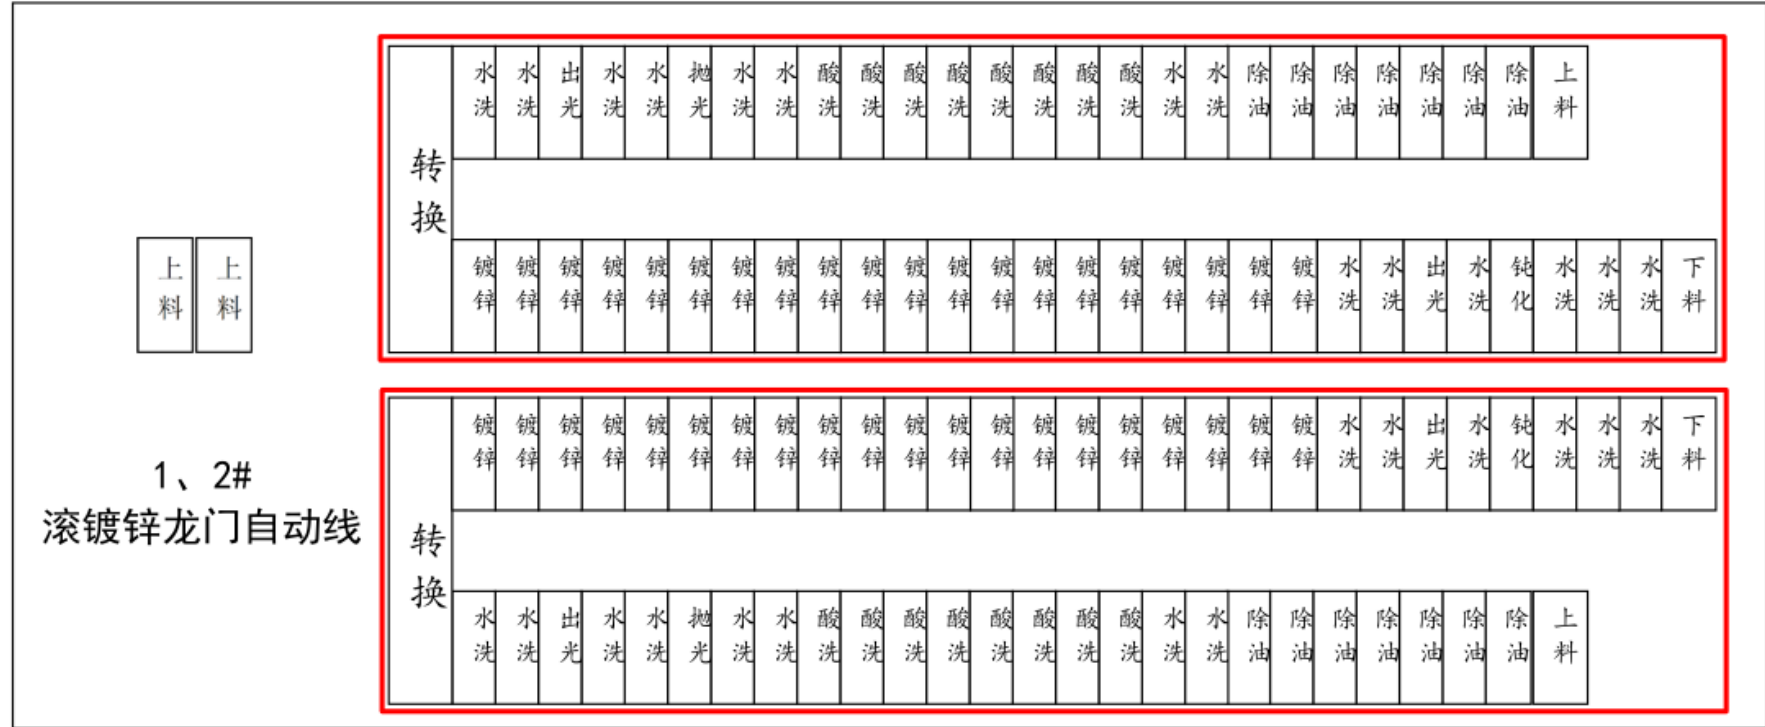 水洗 水洗 出光 水洗 水洗 抛光 水洗 水洗 酸洗 酸洗 酸洗 酸洗 酸洗 酸洗 酸洗 酸洗 水洗 水洗 除油 除油 除油 除油 除油 除油 除油 上料
转换
镀锌 镀锌 镀锌 镀锌 镀锌 镀锌 镀锌 镀锌 镀锌 镀锌 镀锌 镀锌 镀锌 镀锌 镀锌 镀锌 镀锌 镀锌 镀锌 镀锌 水洗 水洗 出光 水洗 钝化 水洗 水洗 水洗 下料
上料 上料
1、2#
滚镀锌龙门自动线
镀锌 镀锌 镀锌 镀锌 镀锌 镀锌 镀锌 镀锌 镀锌 镀锌 镀锌 镀锌 镀锌 镀锌 镀锌 镀锌 镀锌 镀锌 镀锌 镀锌 水洗 水洗 出光 水洗 钝化 水洗 水洗 水洗 下料
转换
水洗 水洗 出光 水洗 水洗 抛光 水洗 水洗 酸洗 酸洗 酸洗 酸洗 酸洗 酸洗 酸洗 酸洗 水洗 水洗 除油 除油 除油 除油 除油 除油 除油 上料